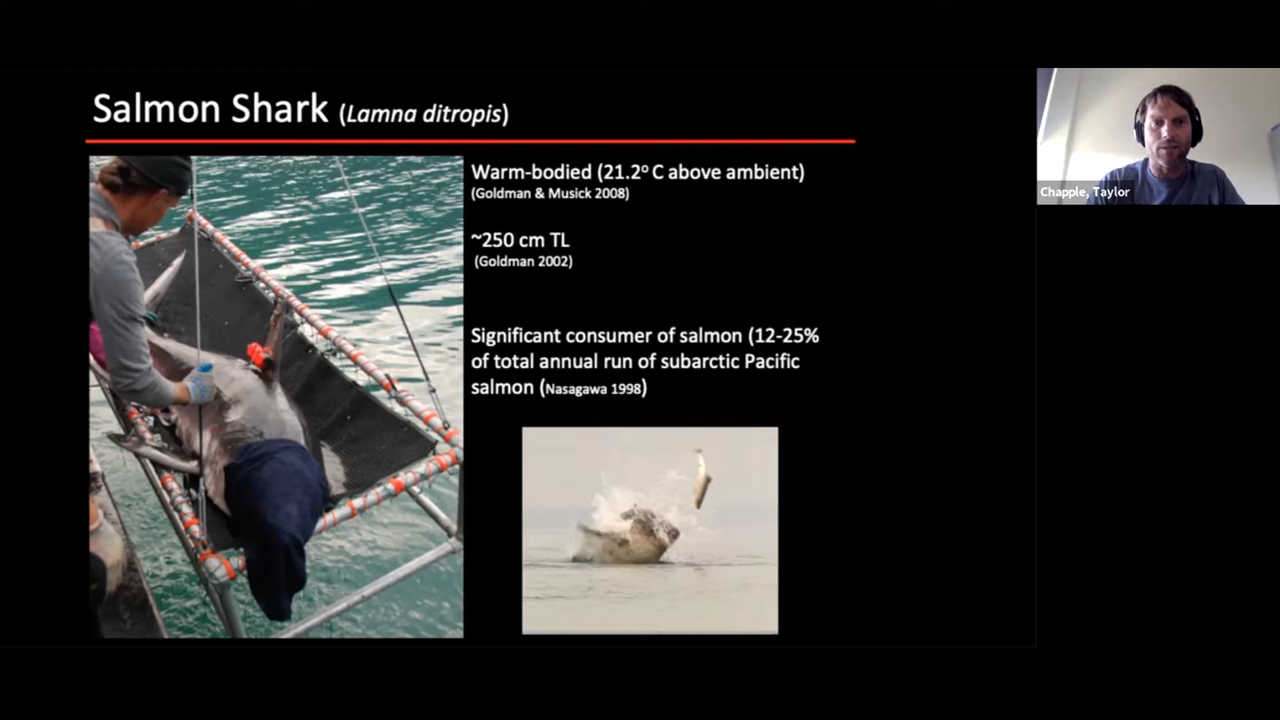 Salmon Shark (Lamna ditropis)
Warm-bodied (21.2º C above ambient)
(Goldman & Musick 2008)
~250 cm TL
(Goldman 2002)
Significant consumer of salmon (12-25%
of total annual run of subarctic Pacific
salmon (Nasagawa 1998)
Chapple, Taylor